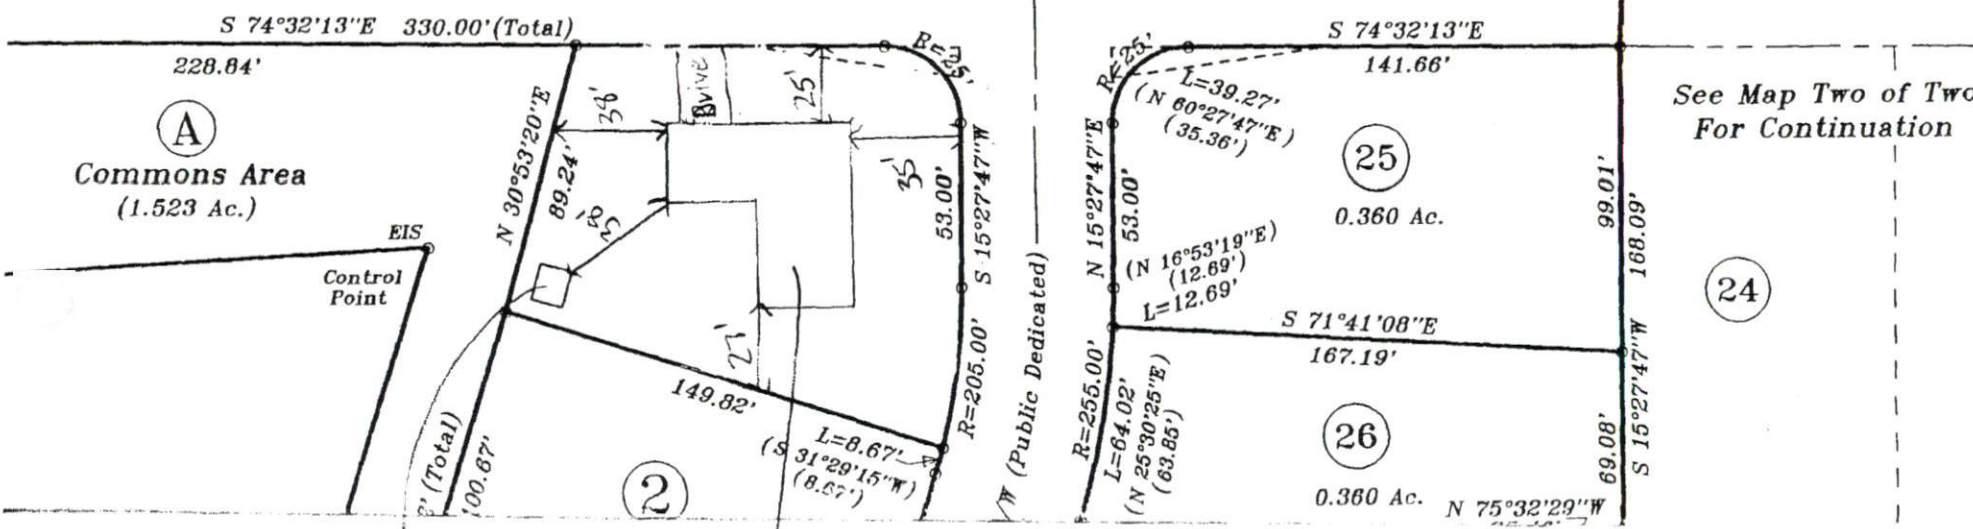 S 74°32'13"E 330.00'(Total)
228.84'
A
Commons Area
(1.523 Ac.)
EIS
Control
Point
N 30°53'20"E
89.24'
38'
Drive
25'
R=25'
35'
53.00'
S 15°27'47"W
38'
27'
149.82'
R=205.00'
L=8.67'
(S 31°29'15"W)
(8.67')
(Total)
100.67'
2
/W (Public Dedicated)
R=25'
S 74°32'13"E
141.66'
L=39.27'
(N 60°27'47"E)
(35.36')
N 15°27'47"E
53.00'
25
0.360 Ac.
(N 16°53'19"E)
(12.69')
L=12.69'
S 71°41'08"E
167.19'
R=255.00'
L=64.02'
(N 25°30'25"E)
(63.85')
26
0.360 Ac.
N 75°32'29"W
99.01'
168.09'
69.08'
S 15°27'47"W
See Map Two of Two
For Continuation
24